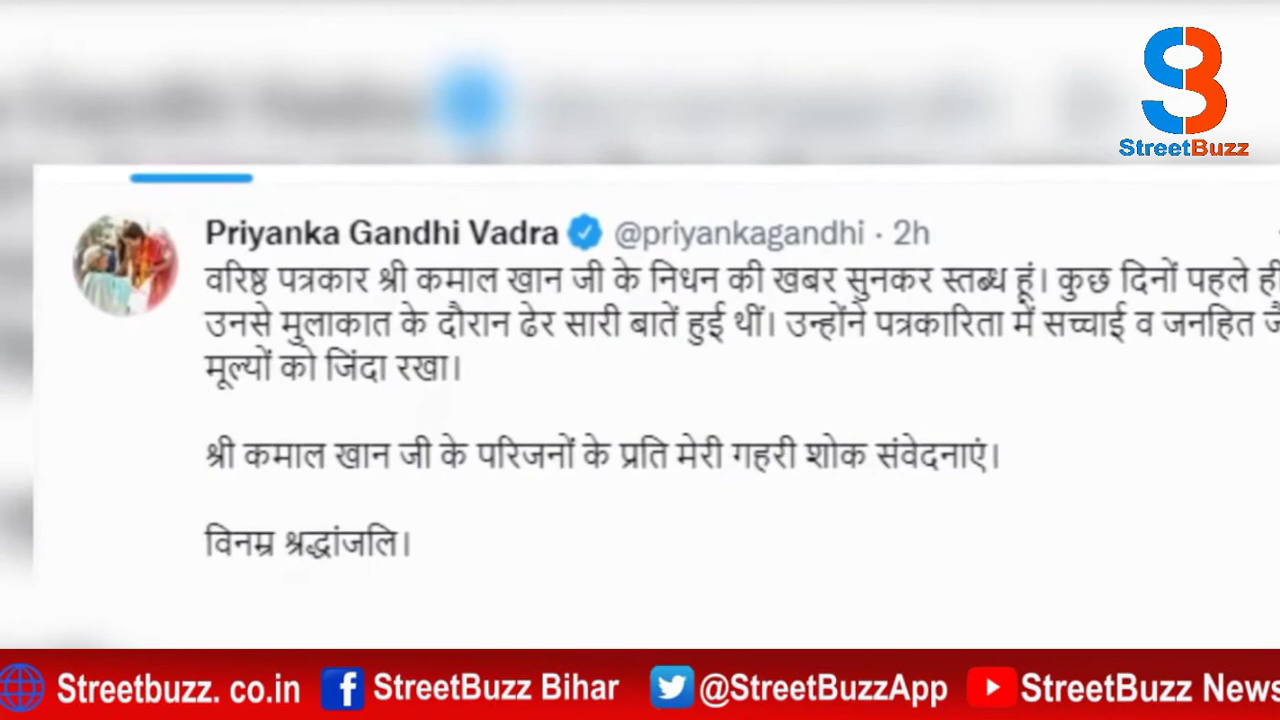 StreetBuzz
Priyanka Gandhi Vadra @priyankagandhi · 2h
वरिष्ठ पत्रकार श्री कमाल खान जी के निधन की खबर सुनकर स्तब्ध हूं। कुछ दिनों पहले ही
उनसे मुलाकात के दौरान ढेर सारी बातें हुई थीं। उन्होंने पत्रकारिता में सच्चाई व जनहित
मूल्यों को जिंदा रखा।
श्री कमाल खान जी के परिजनों के प्रति मेरी गहरी शोक संवेदनाएं।
विनम्र श्रद्धांजलि।
Streetbuzz. co.in StreetBuzz Bihar @StreetBuzzApp StreetBuzz News